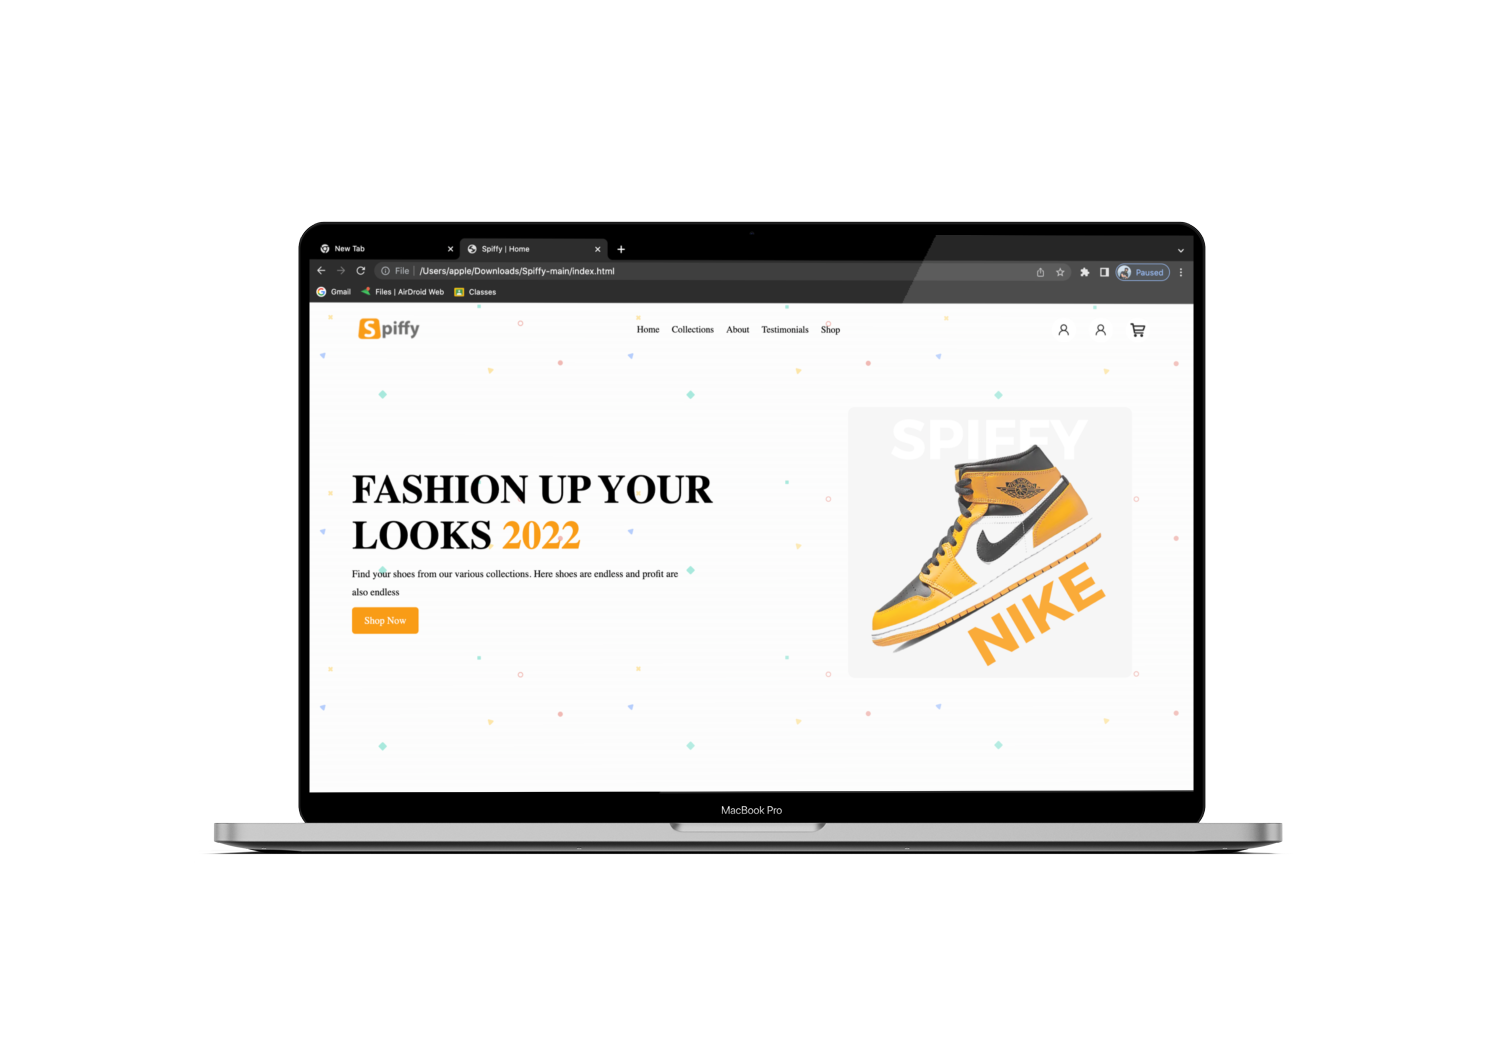 New Tab
Spiffy | Home
File | /Users/apple/Downloads/Spiffy-main/index.html
Paused
Gmail
Files | AirDroid Web
Classes
Spiffy
Home Collections About Testimonials Shop
SPIFFY
FASHION UP YOUR
LOOKS 2022
Find your shoes from our various collections. Here shoes are endless and profit are
also endless
Shop Now
NIKE
MacBook Pro